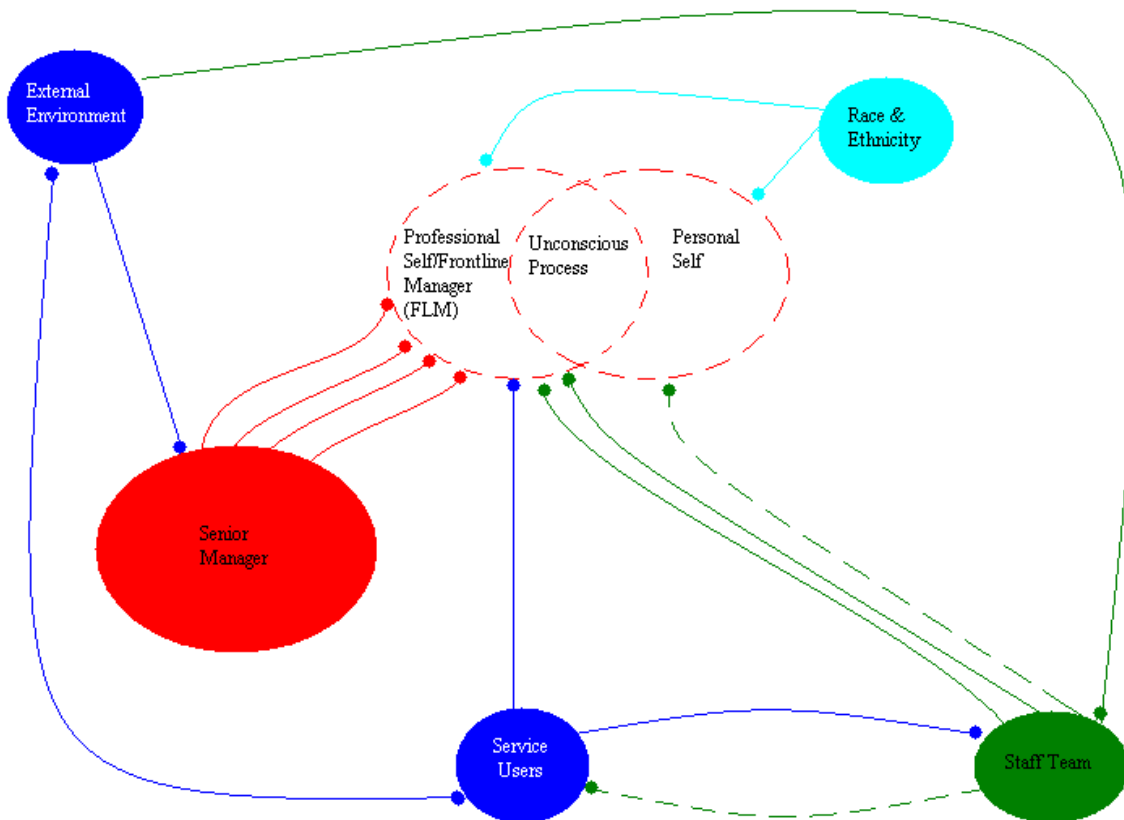 External
Environment
Race &
Ethnicity
Professional
Self/Frontline
Manager
(FLM)
Unconscious
Process
Personal
Self
Senior
Manager
Service
Users
Staff Team